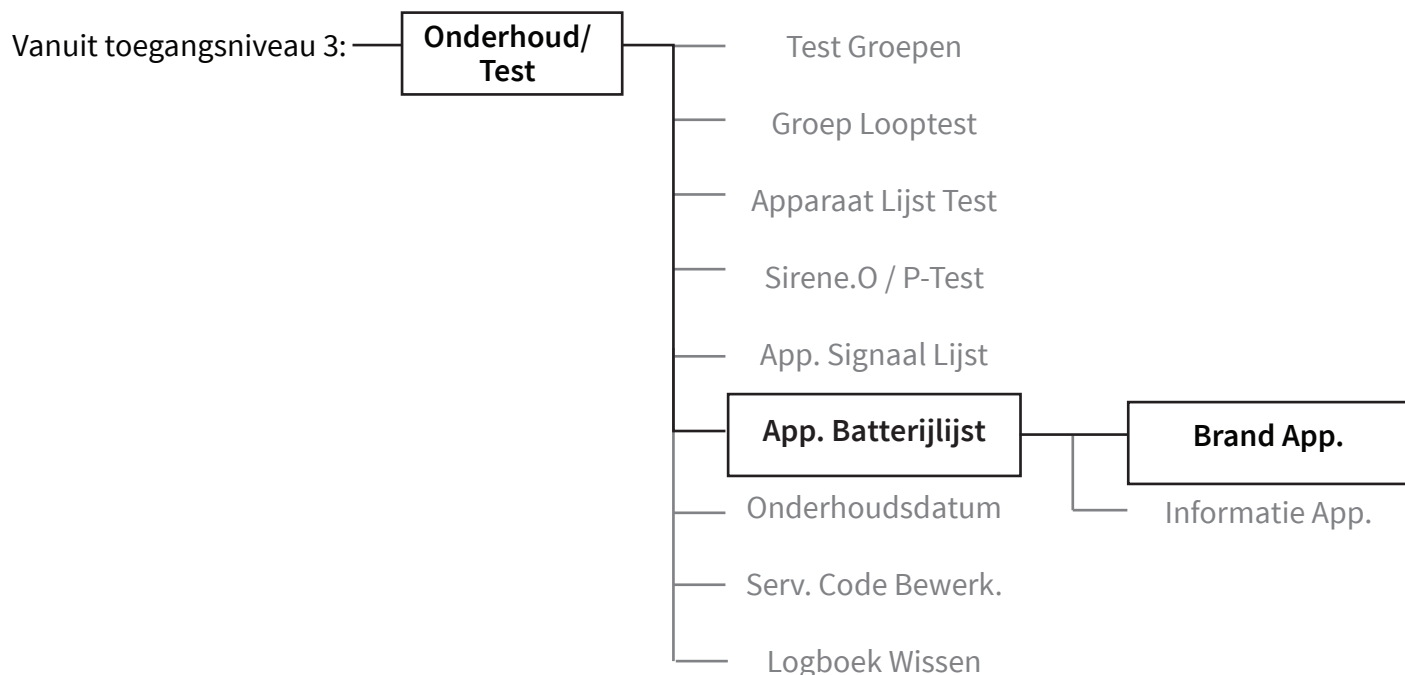 Vanuit toegangsniveau 3:
Onderhoud/
Test
Test Groepen
Groep Looptest
Apparaat Lijst Test
Sirene.O / P-Test
App. Signaal Lijst
App. Batterijlijst
Brand App.
Onderhoudsdatum
Informatie App.
Serv. Code Bewerk.
Logboek Wissen